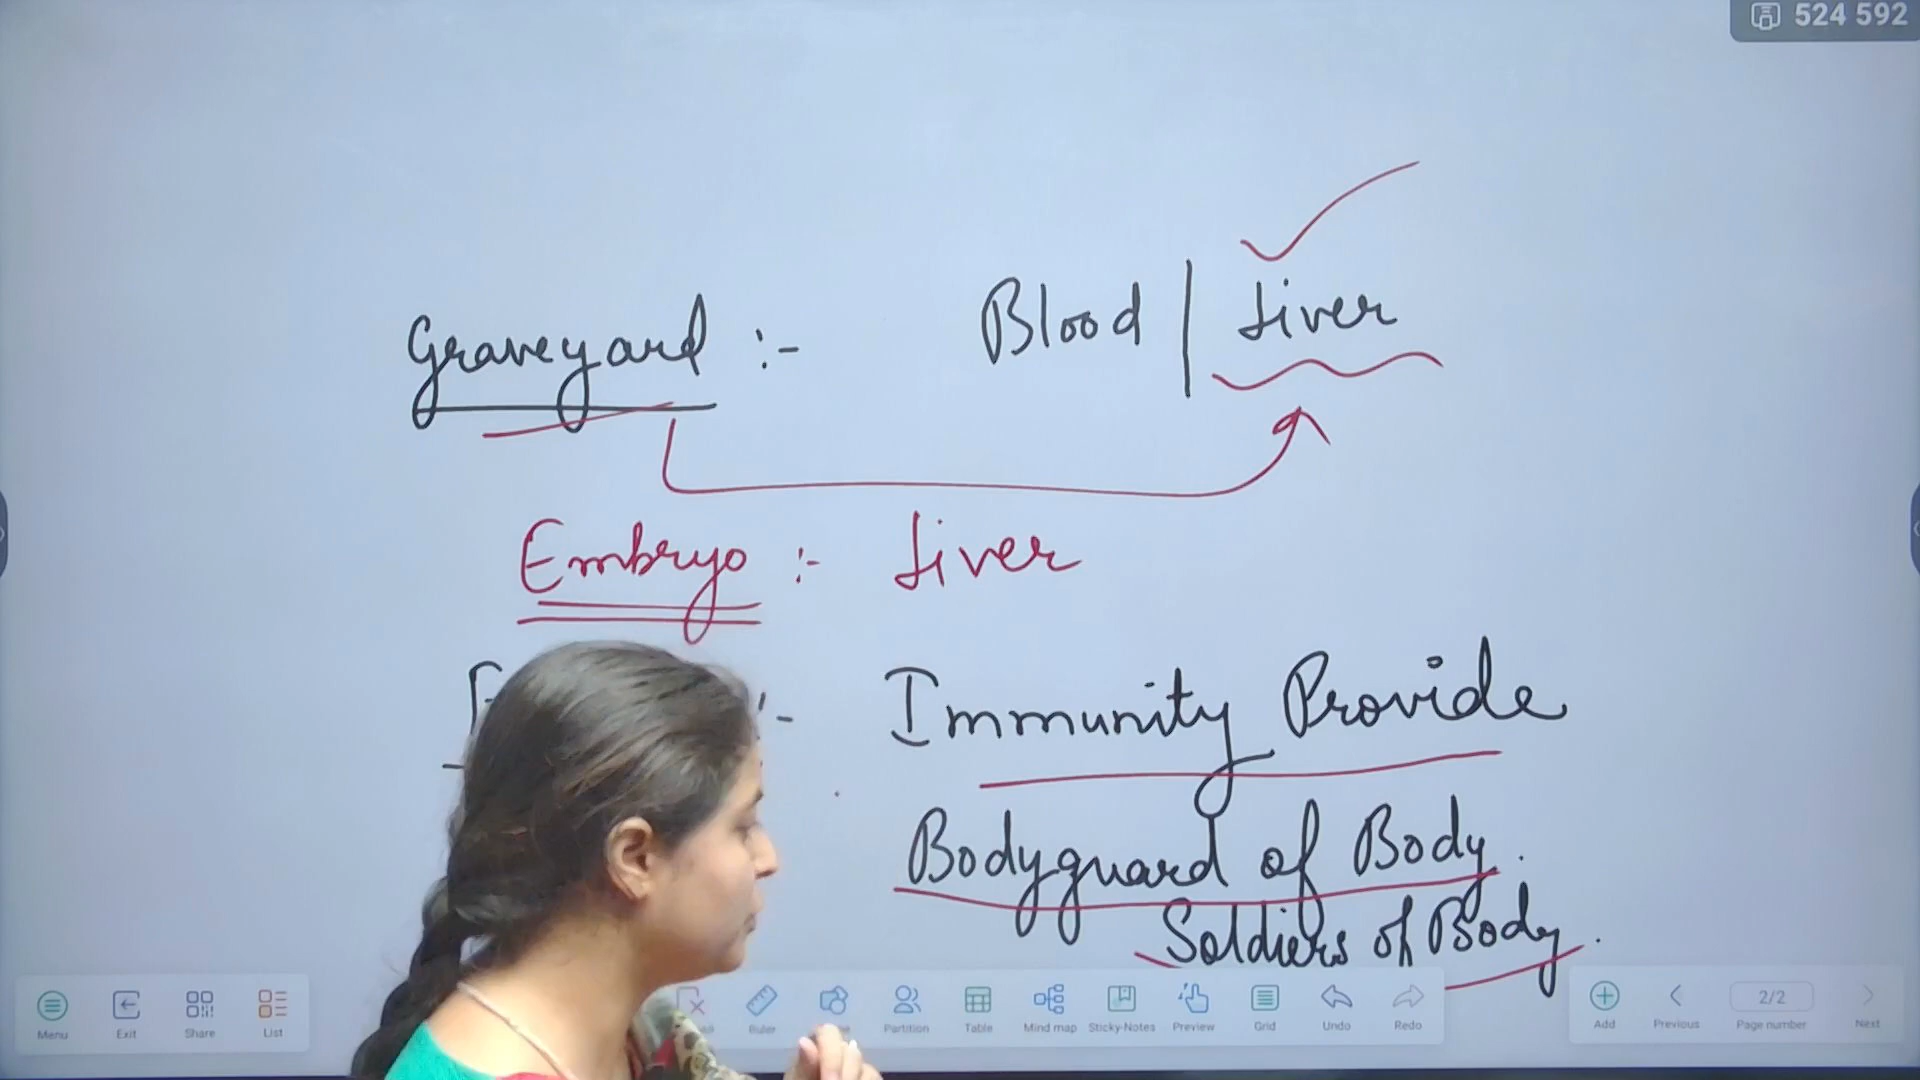 524 592
Graveyard :- Blood | Liver
Embryo :- Liver
:- Immunity Provide
Bodyguard of Body.
Soldiers of Body.
Menu Exit Share List Ruler Partition Table Mind map Sticky-Notes Preview Grid Undo Redo Add Previous 2/2 Page number Next